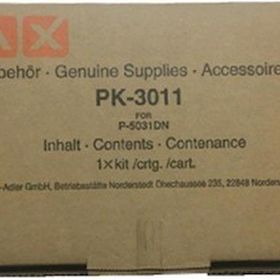 AX
behör · Genuine Supplies · Accessoire
PK-3011
FOR
P-5031DN
Inhalt · Contents · Contenance
1×kit /crtg. /cart.
-Adler GmbH, Betriebsstätte Norderstedt Ohechaussee 235, 22848 Norders